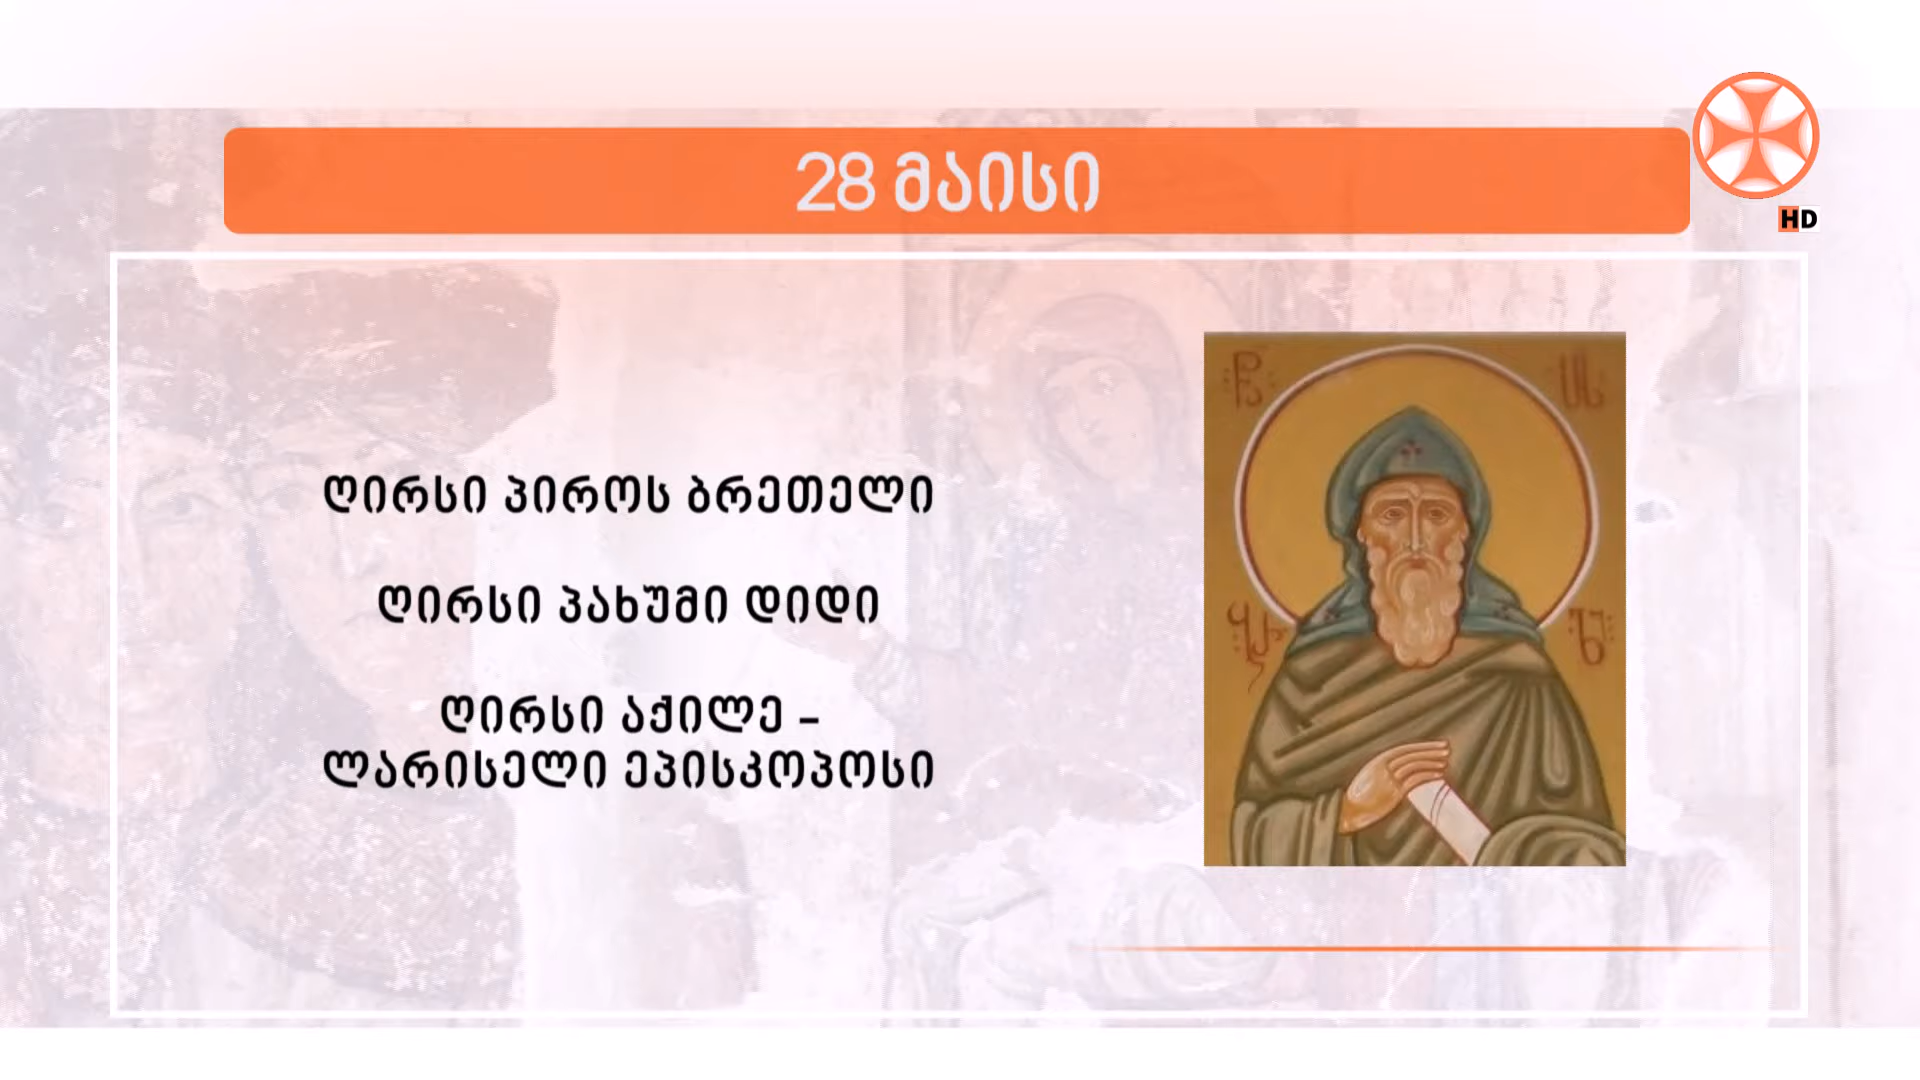 28 მაისი
HD
ღირსი პიროს ბრეთელი
ღირსი პახუმი დიდი
ღირსი აქილე –
ლარისელი ეპისკოპოსი